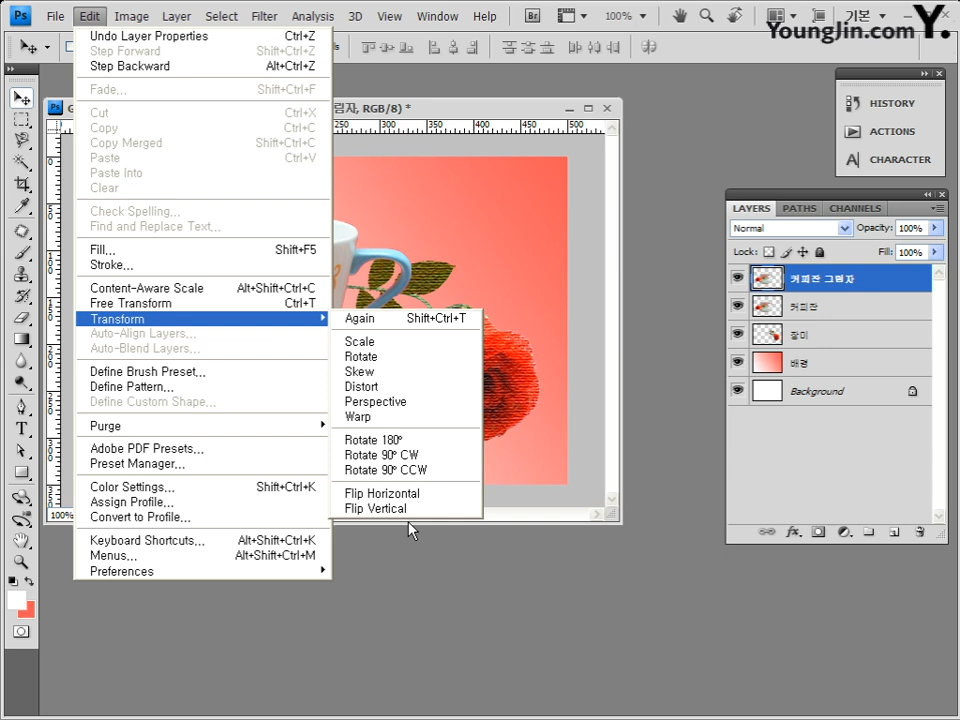 Ps File Edit Image Layer Select Filter Analysis 3D View Window Help Br 100% 기본
YoungJin.com Y.
Undo Layer Properties Ctrl+Z
Step Forward Shift+Ctrl+Z
Step Backward Alt+Ctrl+Z
Fade... Shift+Ctrl+F
Cut Ctrl+X
Copy Ctrl+C
Copy Merged Shift+Ctrl+C
Paste Ctrl+V
Paste Into
Clear
Check Spelling...
Find and Replace Text...
Fill... Shift+F5
Stroke...
Content-Aware Scale Alt+Shift+Ctrl+C
Free Transform Ctrl+T
Transform
Auto-Align Layers...
Auto-Blend Layers...
Define Brush Preset...
Define Pattern...
Define Custom Shape...
Purge
Adobe PDF Presets...
Preset Manager...
Color Settings... Shift+Ctrl+K
Assign Profile...
Convert to Profile...
Keyboard Shortcuts... Alt+Shift+Ctrl+K
Menus... Alt+Shift+Ctrl+M
Preferences
Again Shift+Ctrl+T
Scale
Rotate
Skew
Distort
Perspective
Warp
Rotate 180°
Rotate 90° CW
Rotate 90° CCW
Flip Horizontal
Flip Vertical
RGB/8) *
250 300 350 400 450 500
100%
HISTORY
ACTIONS
CHARACTER
LAYERS PATHS CHANNELS
Normal Opacity: 100%
Lock: Fill: 100%
커피잔 그림자
커피잔
장미
배경
Background